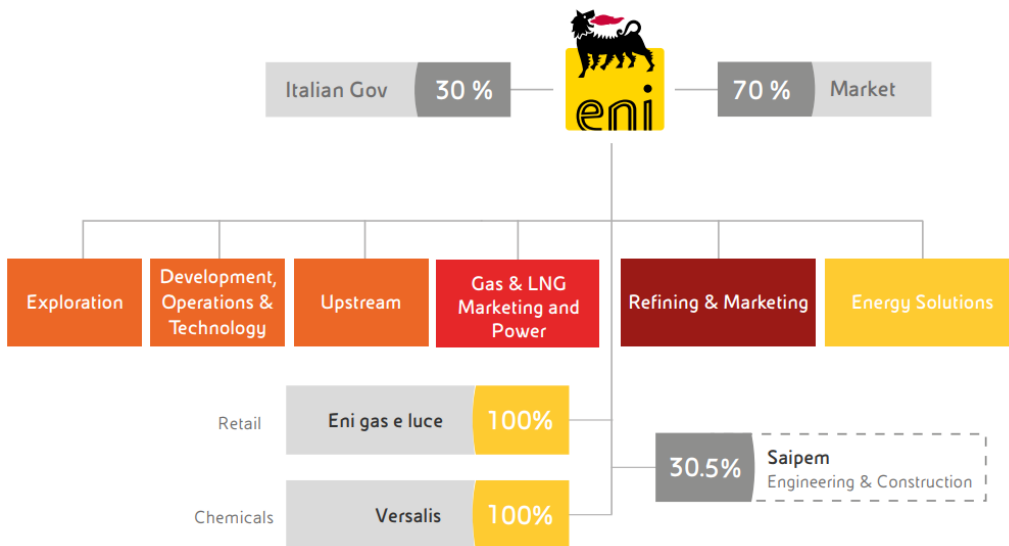 Italian Gov
30 %
eni
70 %
Market
Exploration
Development,
Operations &
Technology
Upstream
Gas & LNG
Marketing and
Power
Refining & Marketing
Energy Solutions
Retail
Eni gas e luce
100%
30.5%
Saipem
Engineering & Construction
Chemicals
Versalis
100%